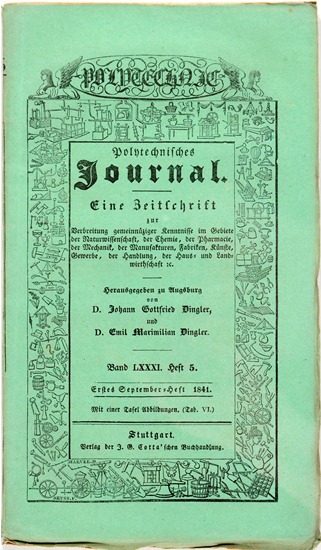 POLYTECHNIE
Polytechnisches
Journal.
Eine Zeitschrift
zur
Verbreitung gemeinnüziger Kenntnisse im Gebiete
der Naturwissenschaft, der Chemie, der Pharmacie,
der Mechanik, der Manufakturen, Fabriken, Künste,
Gewerbe, der Handlung, der Haus- und Land-
wirthschaft ꝛc.
Herausgegeben zu Augsburg
von
D. Johann Gottfried Dingler,
und
D. Emil Maximilian Dingler.
Band LXXXI. Heft 5.
Erstes September-Heft 1841.
Mit einer Tafel Abbildungen. (Tab. VI.)
Stuttgart.
Verlag der J. G. Cotta'schen Buchhandlung.